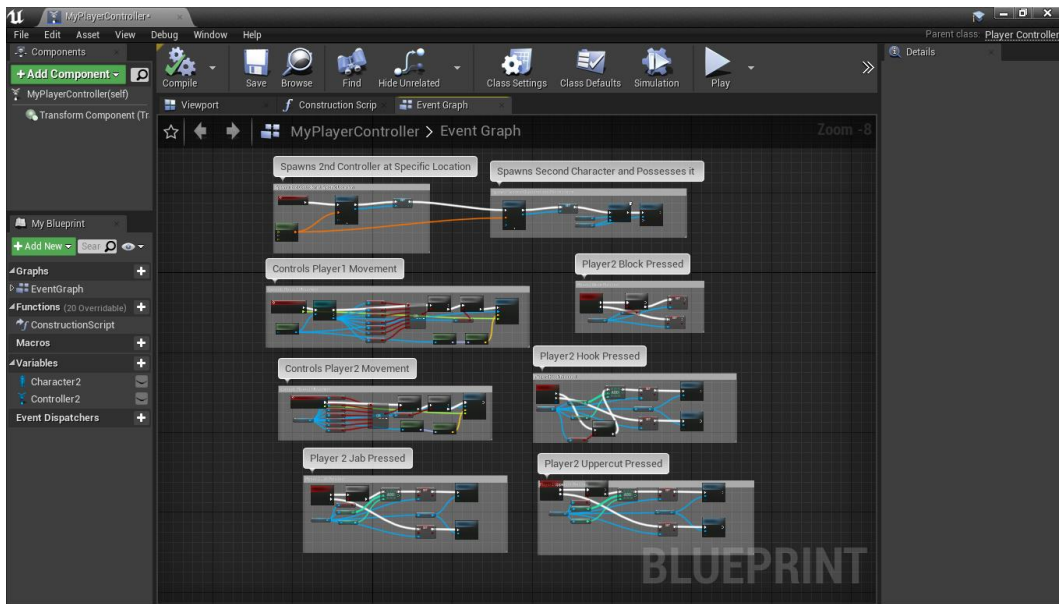 MyPlayerController•
File Edit Asset View Debug Window Help
Parent class: Player Controller
Components
+Add Component
MyPlayerController(self)
Transform Component (Tr
Compile
Save
Browse
Find
Hide Unrelated
Class Settings
Class Defaults
Simulation
Play
Details
Viewport
Construction Scrip
Event Graph
MyPlayerController > Event Graph
Zoom -8
Spawns 2nd Controller at Specific Location
Spawns Second Character and Possesses it
Controls Player1 Movement
Player2 Block Pressed
Controls Player2 Movement
Player2 Hook Pressed
Player 2 Jab Pressed
Player2 Uppercut Pressed
BLUEPRINT
My Blueprint
+Add New
Sear
Graphs
EventGraph
Functions (20 Overridable)
ConstructionScript
Macros
Variables
Character2
Controller2
Event Dispatchers